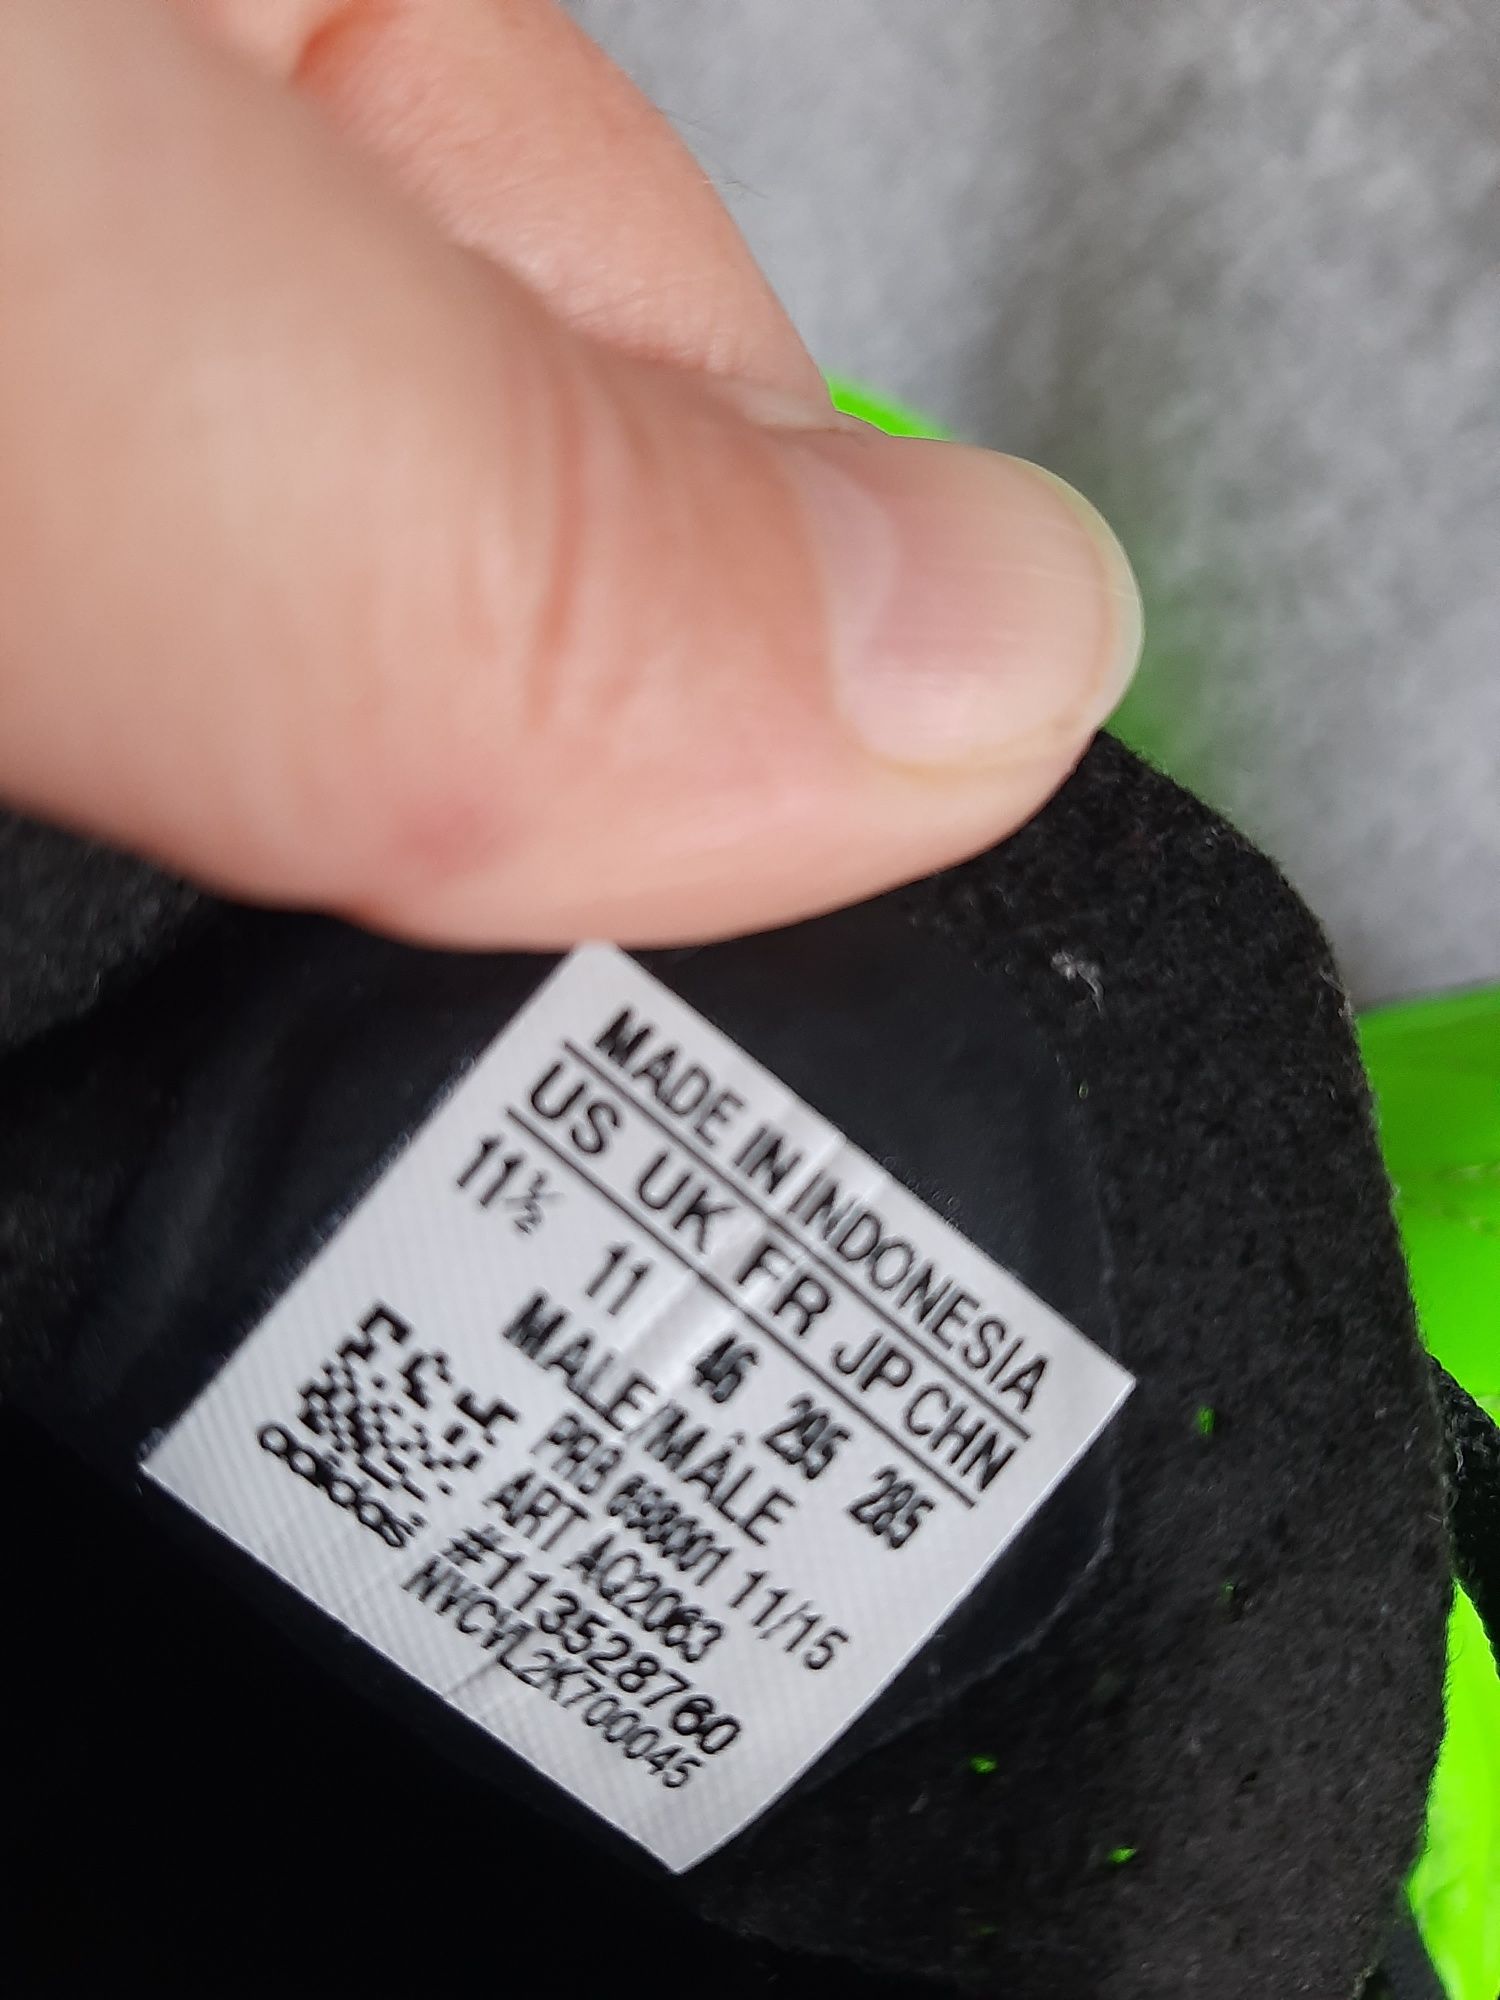 MADE IN INDONESIA
US UK FR JP CHN
11½ 11 46 295 285
MALE/MÂLE
PRB 698001 11/15
ART AQ2063
#113528760
NVCVL2K700045
adidas